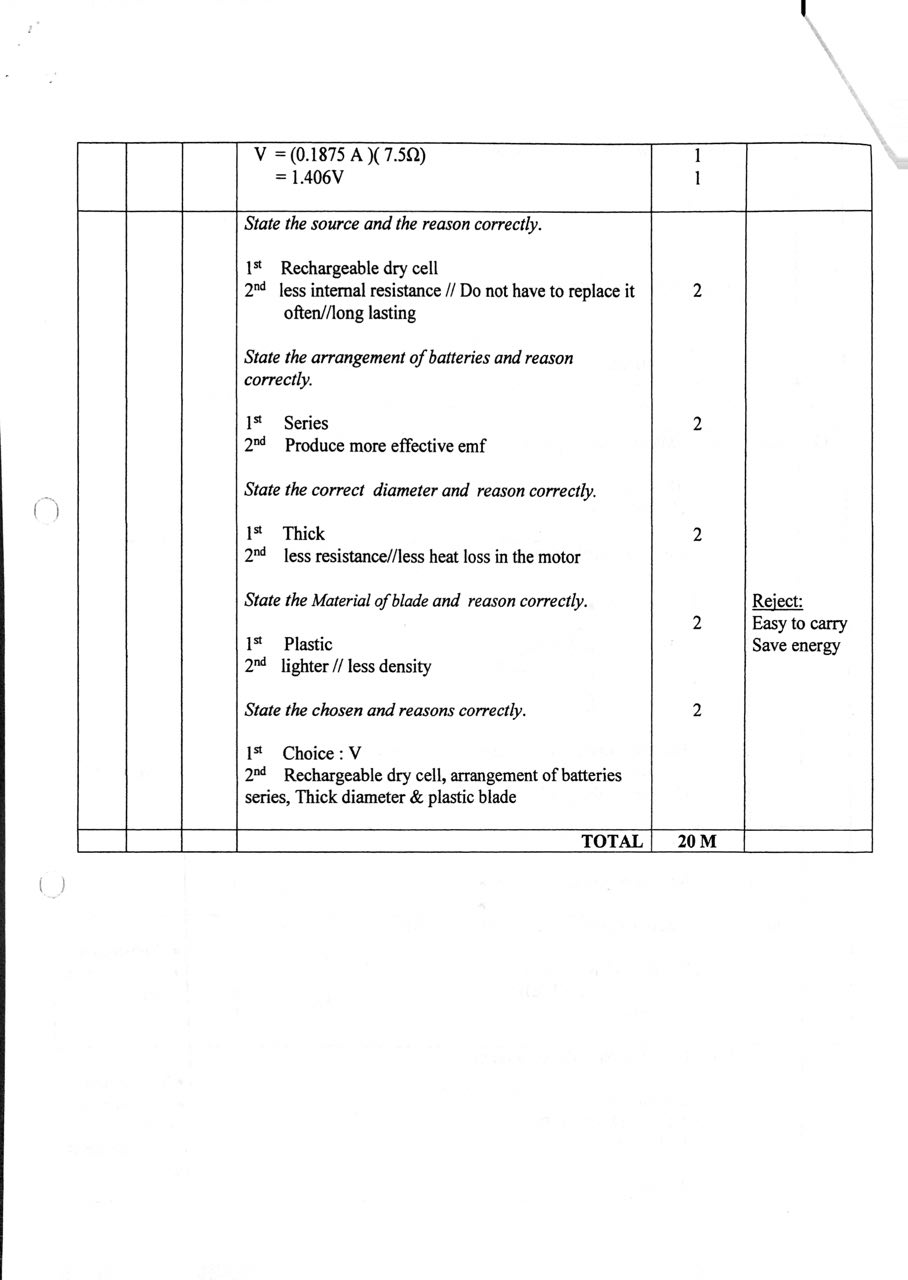 V = (0.1875 A )( 7.5Ω) 1
= 1.406V 1
State the source and the reason correctly.
1st Rechargeable dry cell
2nd less internal resistance // Do not have to replace it 2
often//long lasting
State the arrangement of batteries and reason
correctly.
1st Series 2
2nd Produce more effective emf
State the correct diameter and reason correctly.
1st Thick 2
2nd less resistance//less heat loss in the motor
State the Material of blade and reason correctly. Reject:
2 Easy to carry
1st Plastic Save energy
2nd lighter // less density
State the chosen and reasons correctly. 2
1st Choice : V
2nd Rechargeable dry cell, arrangement of batteries
series, Thick diameter & plastic blade
TOTAL 20 M